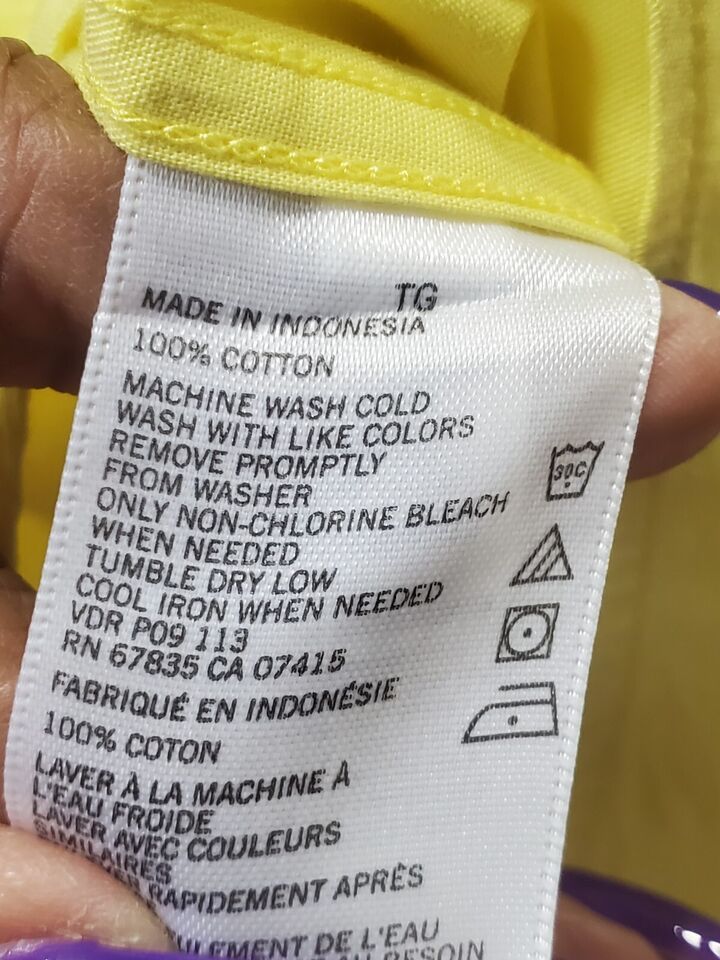 TG
MADE IN INDONESIA
100% COTTON
MACHINE WASH COLD
WASH WITH LIKE COLORS
REMOVE PROMPTLY
FROM WASHER
ONLY NON-CHLORINE BLEACH
WHEN NEEDED
TUMBLE DRY LOW
COOL IRON WHEN NEEDED
VDR P09 113
RN 67835 CA 07415
30C
FABRIQUÉ EN INDONÉSIE
100% COTON
LAVER À LA MACHINE À
L'EAU FROIDE
LAVER AVEC COULEURS
SIMILAIRES
RAPIDEMENT APRÈS
DE L'EAU
BESOIN